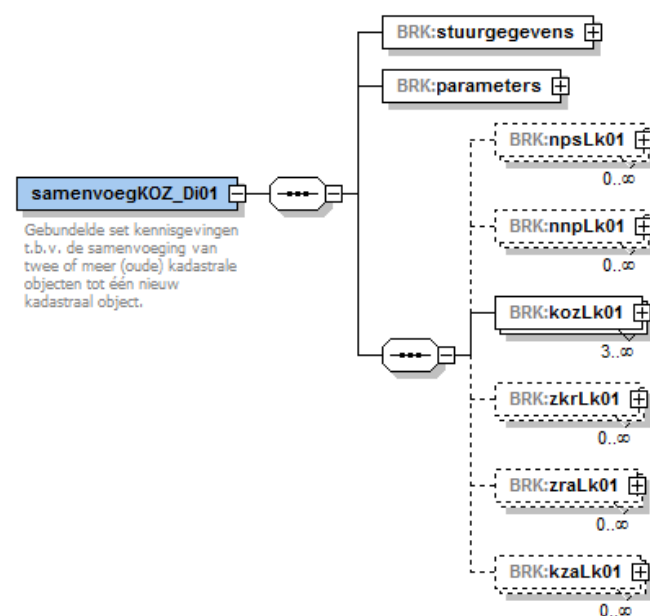 BRK:stuurgegevens
BRK:parameters
BRK:npsLk01
0..∞
samenvoegKOZ_Di01
Gebundelde set kennisgevingen
t.b.v. de samenvoeging van
twee of meer (oude) kadastrale
objecten tot één nieuw
kadastraal object.
BRK:nnpLk01
0..∞
BRK:kozLk01
3..∞
BRK:zkrLk01
0..∞
BRK:zraLk01
0..∞
BRK:kzaLk01
0..∞